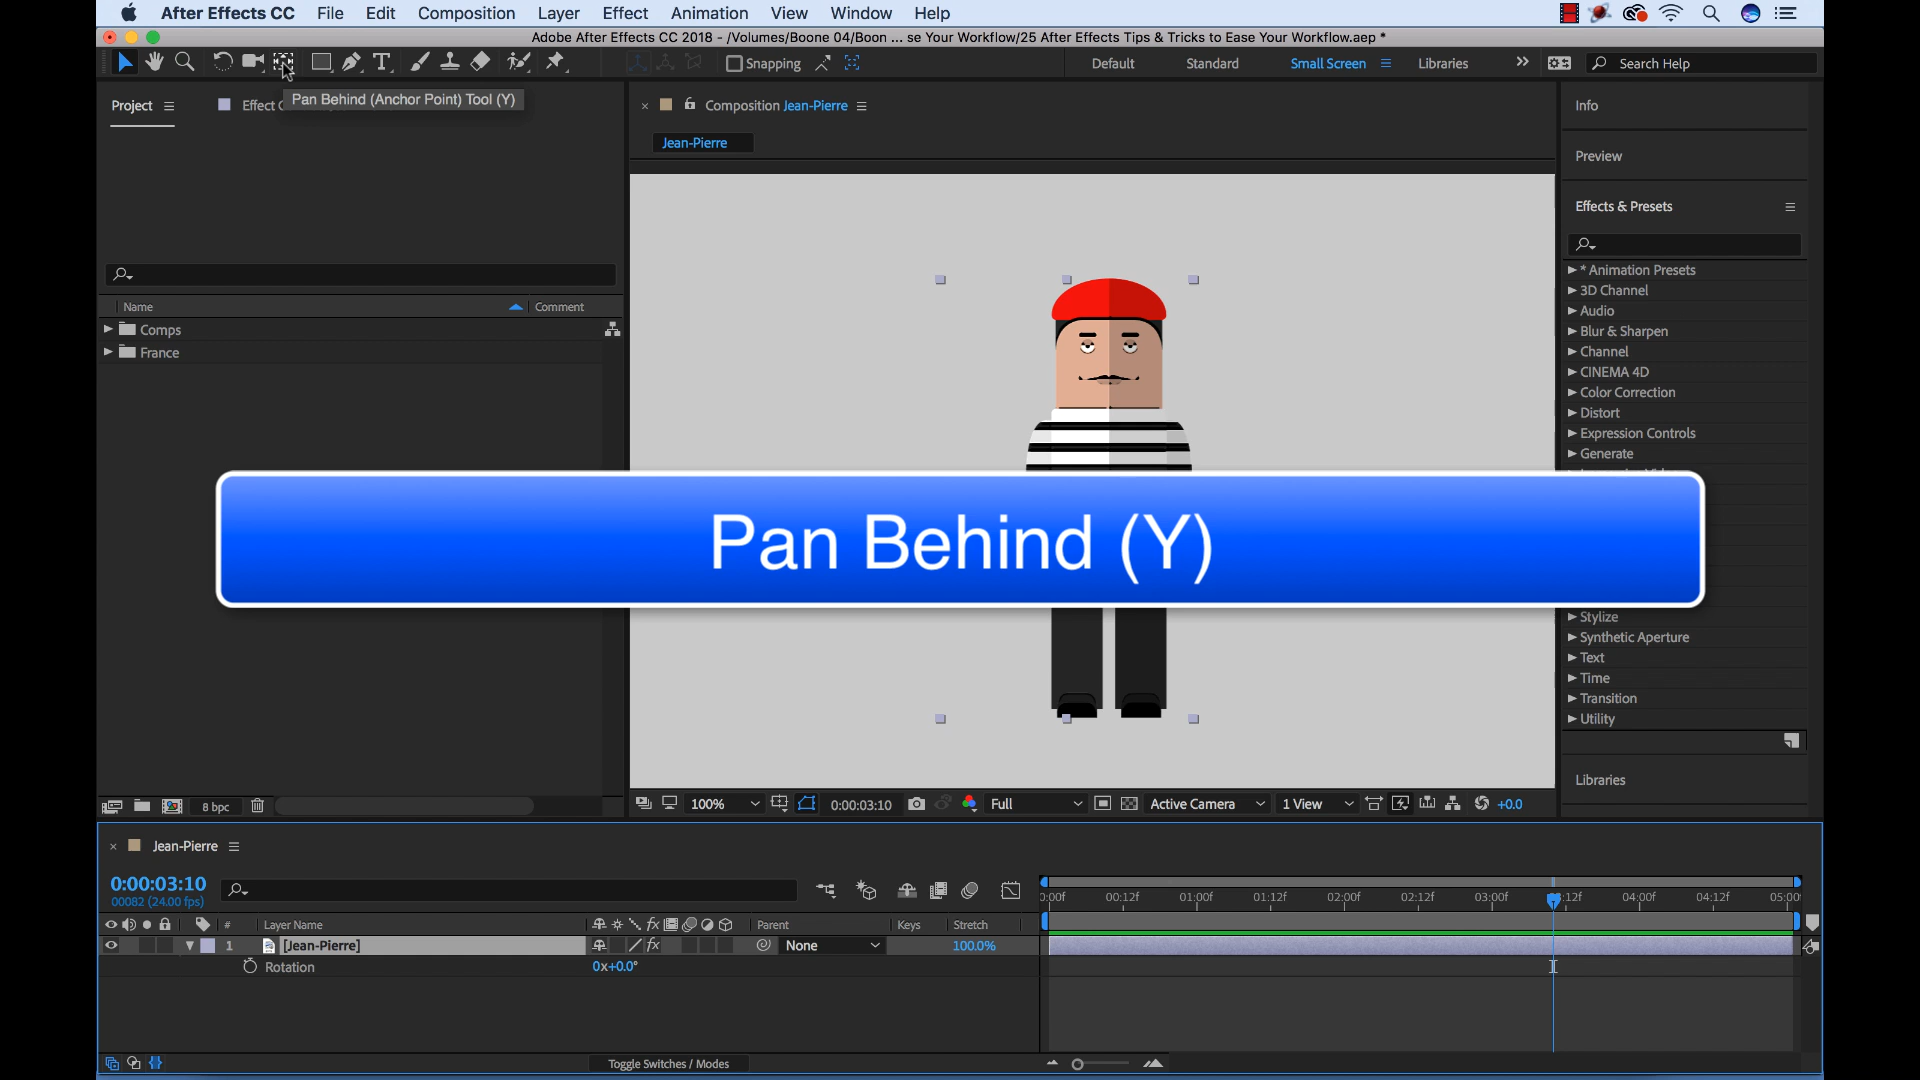 After Effects CC File Edit Composition Layer Effect Animation View Window Help
Adobe After Effects CC 2018 - /Volumes/Boone 04/Boon ... se Your Workflow/25 After Effects Tips & Tricks to Ease Your Workflow.aep *
Snapping Default Standard Small Screen Libraries Search Help
Pan Behind (Anchor Point) Tool (Y)
Project Effect C
Composition Jean-Pierre
Jean-Pierre
Info
Preview
Effects & Presets
Name Comment
Comps
France
* Animation Presets
3D Channel
Audio
Blur & Sharpen
Channel
CINEMA 4D
Color Correction
Distort
Expression Controls
Generate
Pan Behind (Y)
Stylize
Synthetic Aperture
Text
Time
Transition
Utility
Libraries
8 bpc
100% 0:00:03:10 Full Active Camera 1 View +0.0
Jean-Pierre
0:00:03:10
00082 (24.00 fps)
0:00f 00:12f 01:00f 01:12f 02:00f 02:12f 03:00f :12f 04:00f 04:12f 05:00
# Layer Name fx Parent Keys Stretch
1 [Jean-Pierre] fx None 100.0%
Rotation 0x+0.0°
Toggle Switches / Modes